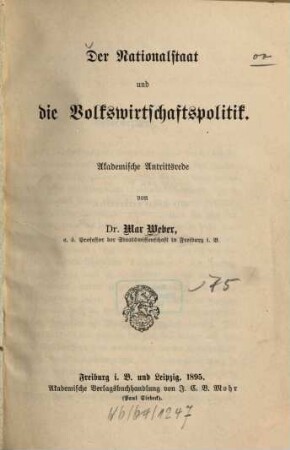 Der Nationalstaat
und
die Volkswirtschaftspolitik.
Akademische Antrittsrede
von
Dr. Max Weber,
o. ö. Professor der Staatswissenschaft in Freiburg i. B.
75
Freiburg i. B. und Leipzig, 1895.
Akademische Verlagsbuchhandlung von J. C. B. Mohr
(Paul Siebeck).